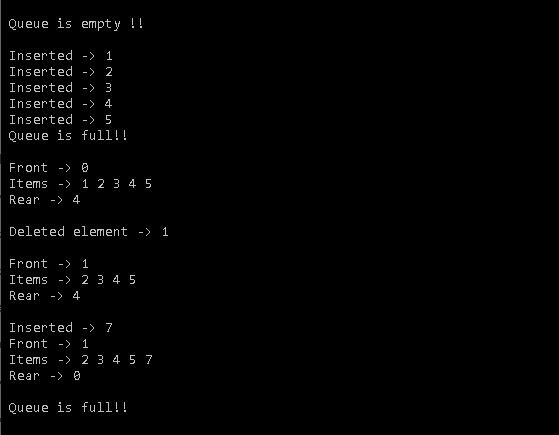 Queue is empty !!
Inserted -> 1
Inserted -> 2
Inserted -> 3
Inserted -> 4
Inserted -> 5
Queue is full!!
Front -> 0
Items -> 1 2 3 4 5
Rear -> 4
Deleted element -> 1
Front -> 1
Items -> 2 3 4 5
Rear -> 4
Inserted -> 7
Front -> 1
Items -> 2 3 4 5 7
Rear -> 0
Queue is full!!